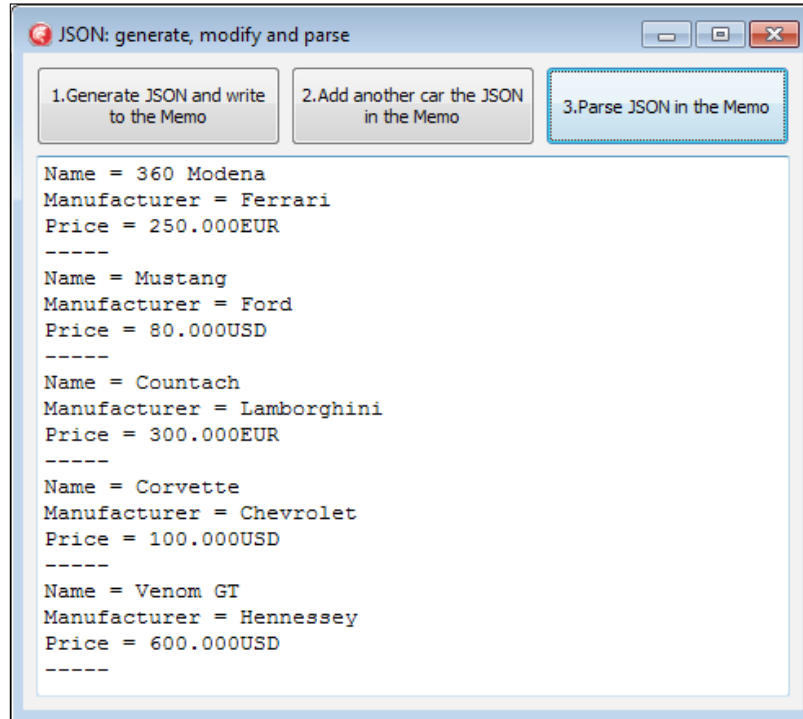 JSON: generate, modify and parse
1.Generate JSON and write
to the Memo
2.Add another car the JSON
in the Memo
3.Parse JSON in the Memo
Name = 360 Modena
Manufacturer = Ferrari
Price = 250.000EUR
-----
Name = Mustang
Manufacturer = Ford
Price = 80.000USD
-----
Name = Countach
Manufacturer = Lamborghini
Price = 300.000EUR
-----
Name = Corvette
Manufacturer = Chevrolet
Price = 100.000USD
-----
Name = Venom GT
Manufacturer = Hennessey
Price = 600.000USD
-----